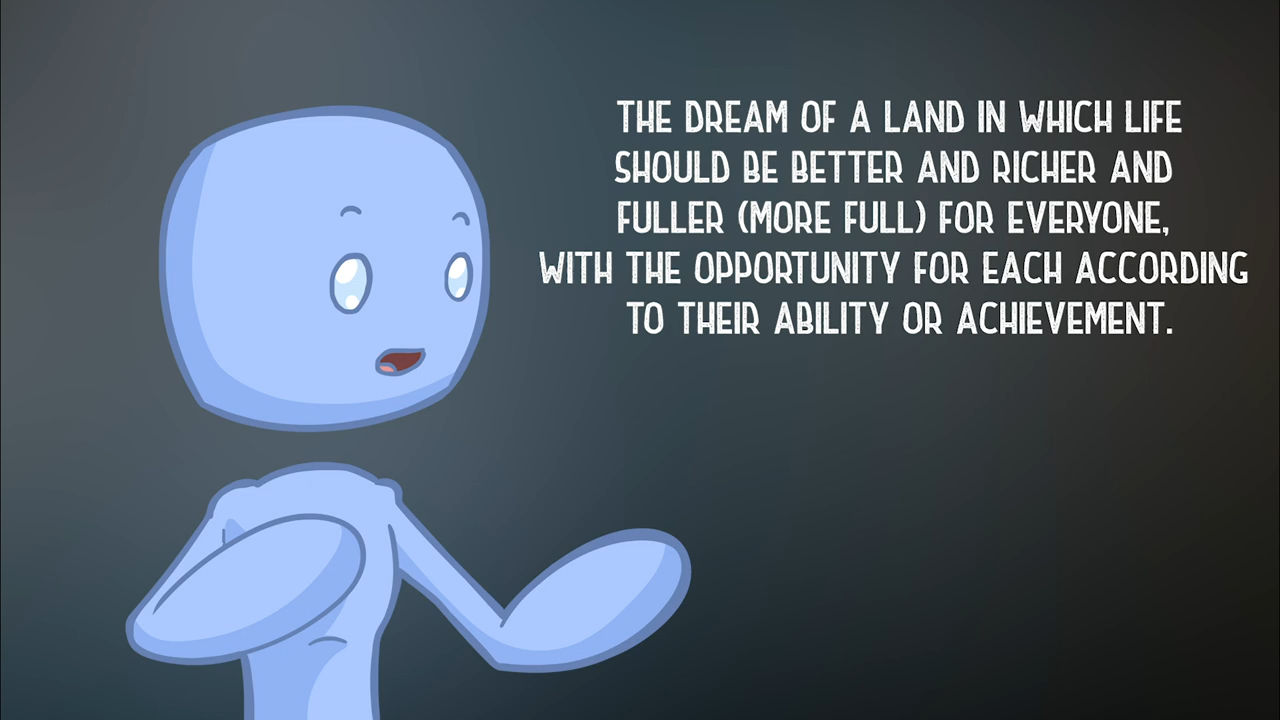 THE DREAM OF A LAND IN WHICH LIFE
SHOULD BE BETTER AND RICHER AND
FULLER (MORE FULL) FOR EVERYONE,
WITH THE OPPORTUNITY FOR EACH ACCORDING
TO THEIR ABILITY OR ACHIEVEMENT.